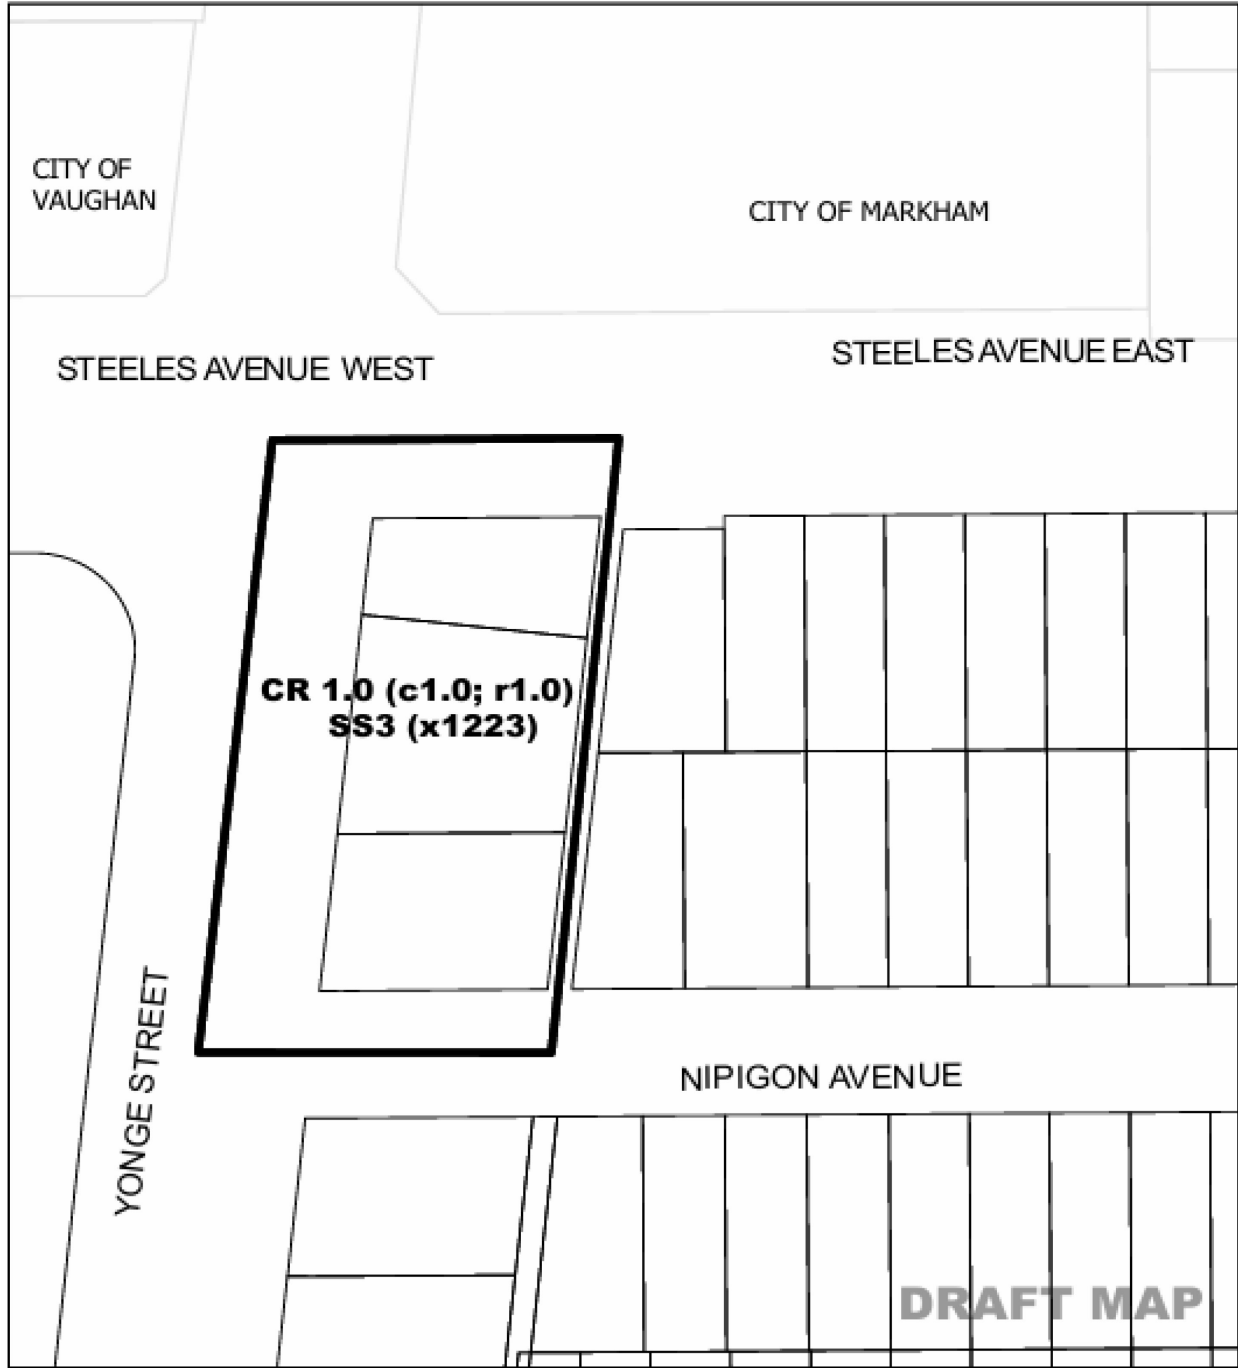 CITY OF
VAUGHAN
CITY OF MARKHAM
STEELES AVENUE WEST
STEELES AVENUE EAST
CR 1.0 (c1.0; r1.0)
SS3 (x1223)
YONGE STREET
NIPIGON AVENUE
DRAFT MAP